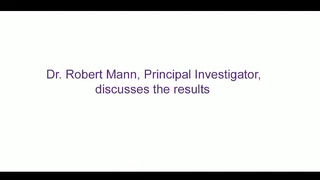 Dr. Robert Mann, Principal Investigator,
discusses the results